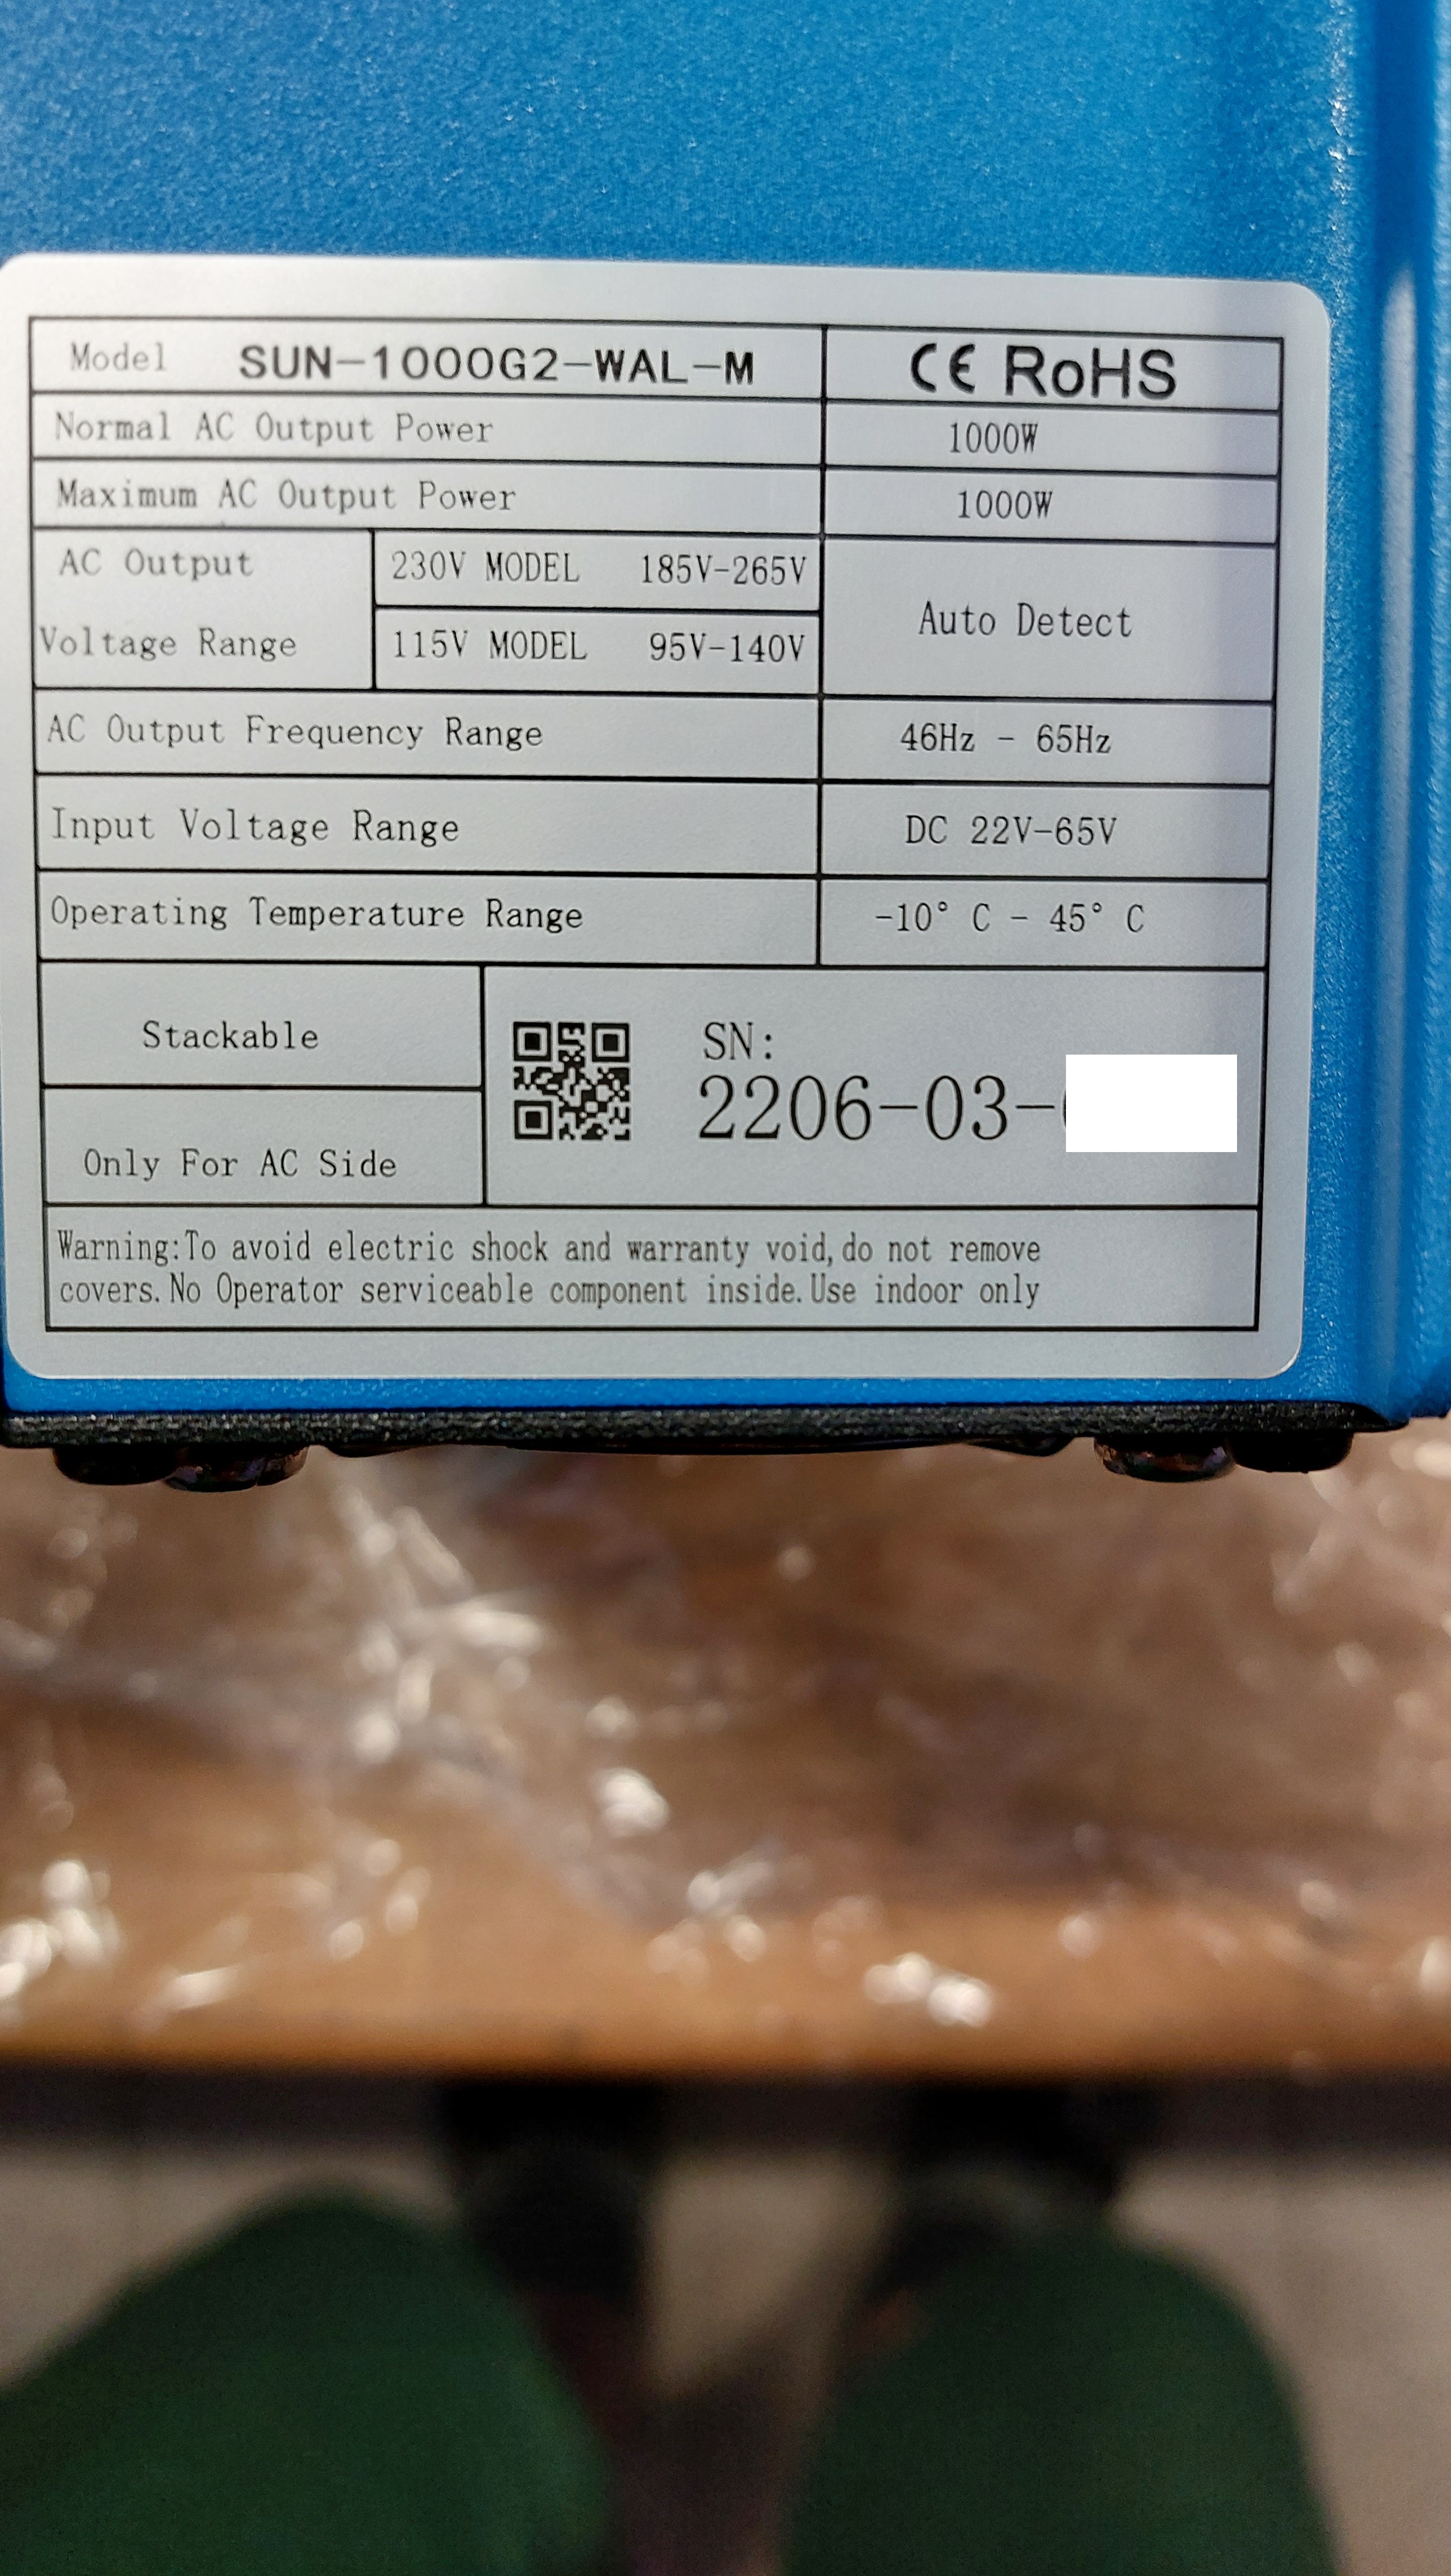 Model SUN-1000G2-WAL-M CE RoHS
Normal AC Output Power 1000W
Maximum AC Output Power 1000W
AC Output 230V MODEL 185V-265V
Auto Detect
Voltage Range 115V MODEL 95V-140V
AC Output Frequency Range 46Hz - 65Hz
Input Voltage Range DC 22V-65V
Operating Temperature Range -10° C - 45° C
Stackable
SN:
2206-03-
Only For AC Side
Warning:To avoid electric shock and warranty void,do not remove
covers.No Operator serviceable component inside.Use indoor only